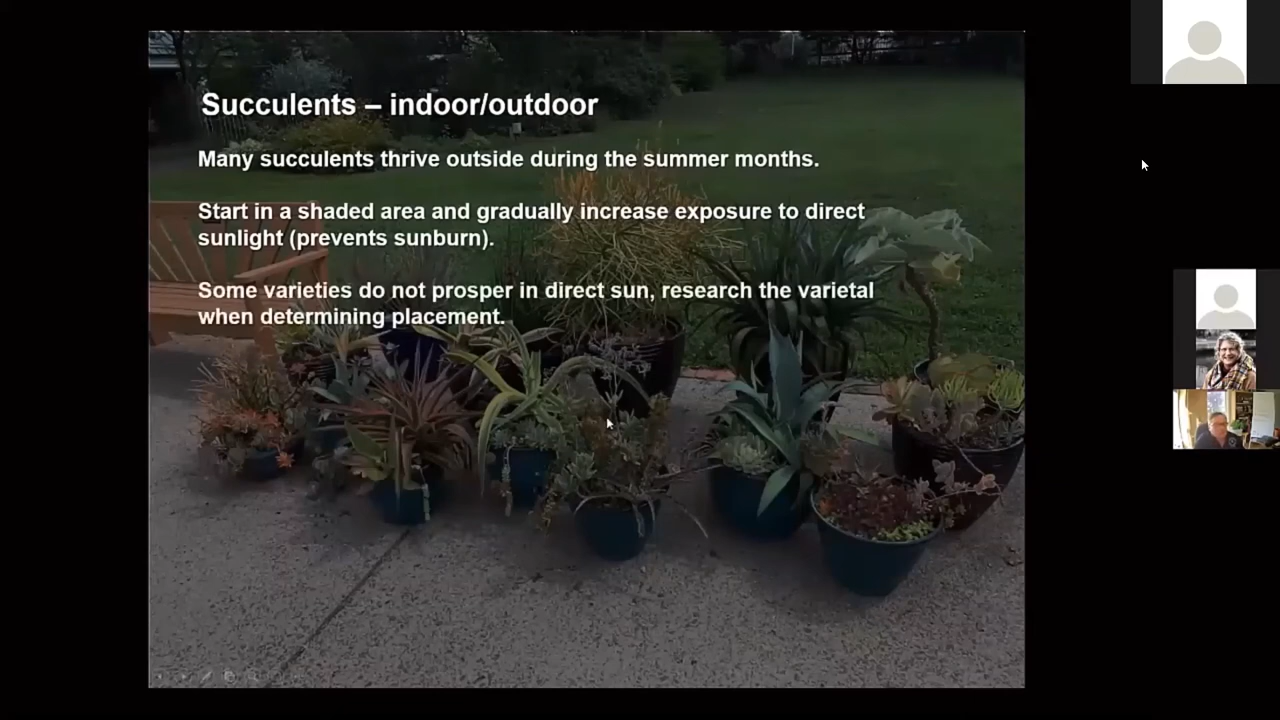 Succulents – indoor/outdoor
Many succulents thrive outside during the summer months.
Start in a shaded area and gradually increase exposure to direct
sunlight (prevents sunburn).
Some varieties do not prosper in direct sun, research the varietal
when determining placement.